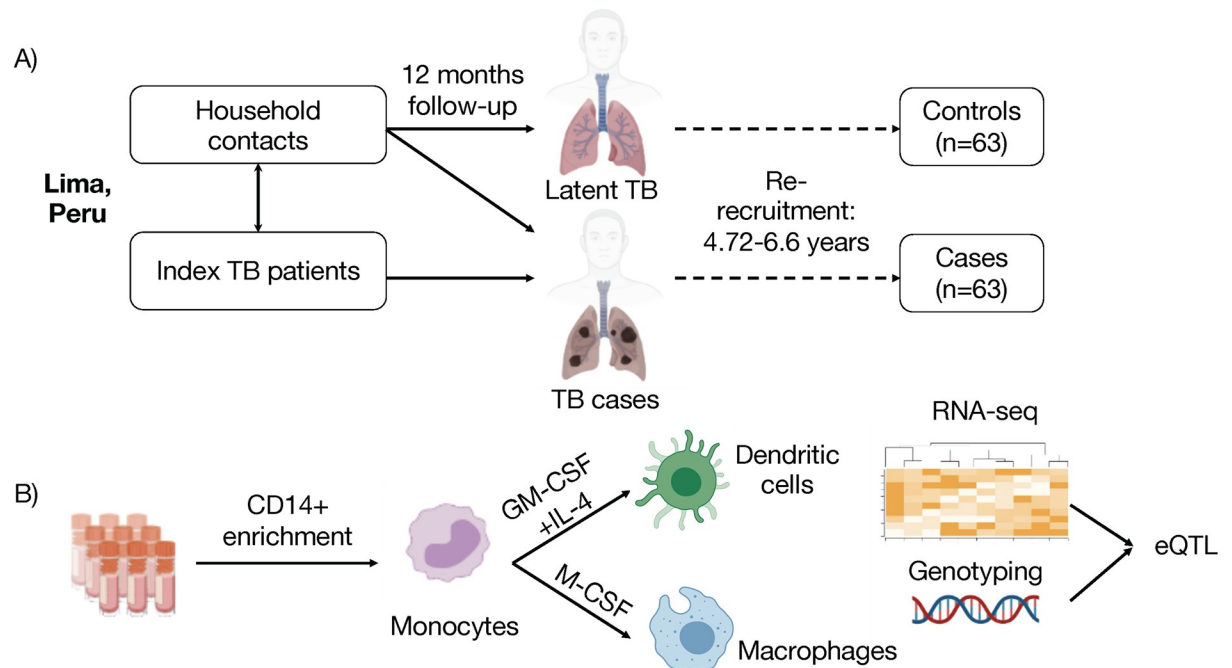 A)
Lima,
Peru
Household
contacts
12 months
follow-up
Latent TB
Controls
(n=63)
Index TB patients
TB cases
Re-
recruitment:
4.72-6.6 years
Cases
(n=63)
B)
CD14+
enrichment
Monocytes
GM-CSF
+IL-4
M-CSF
Dendritic
cells
Macrophages
RNA-seq
Genotyping
eQTL